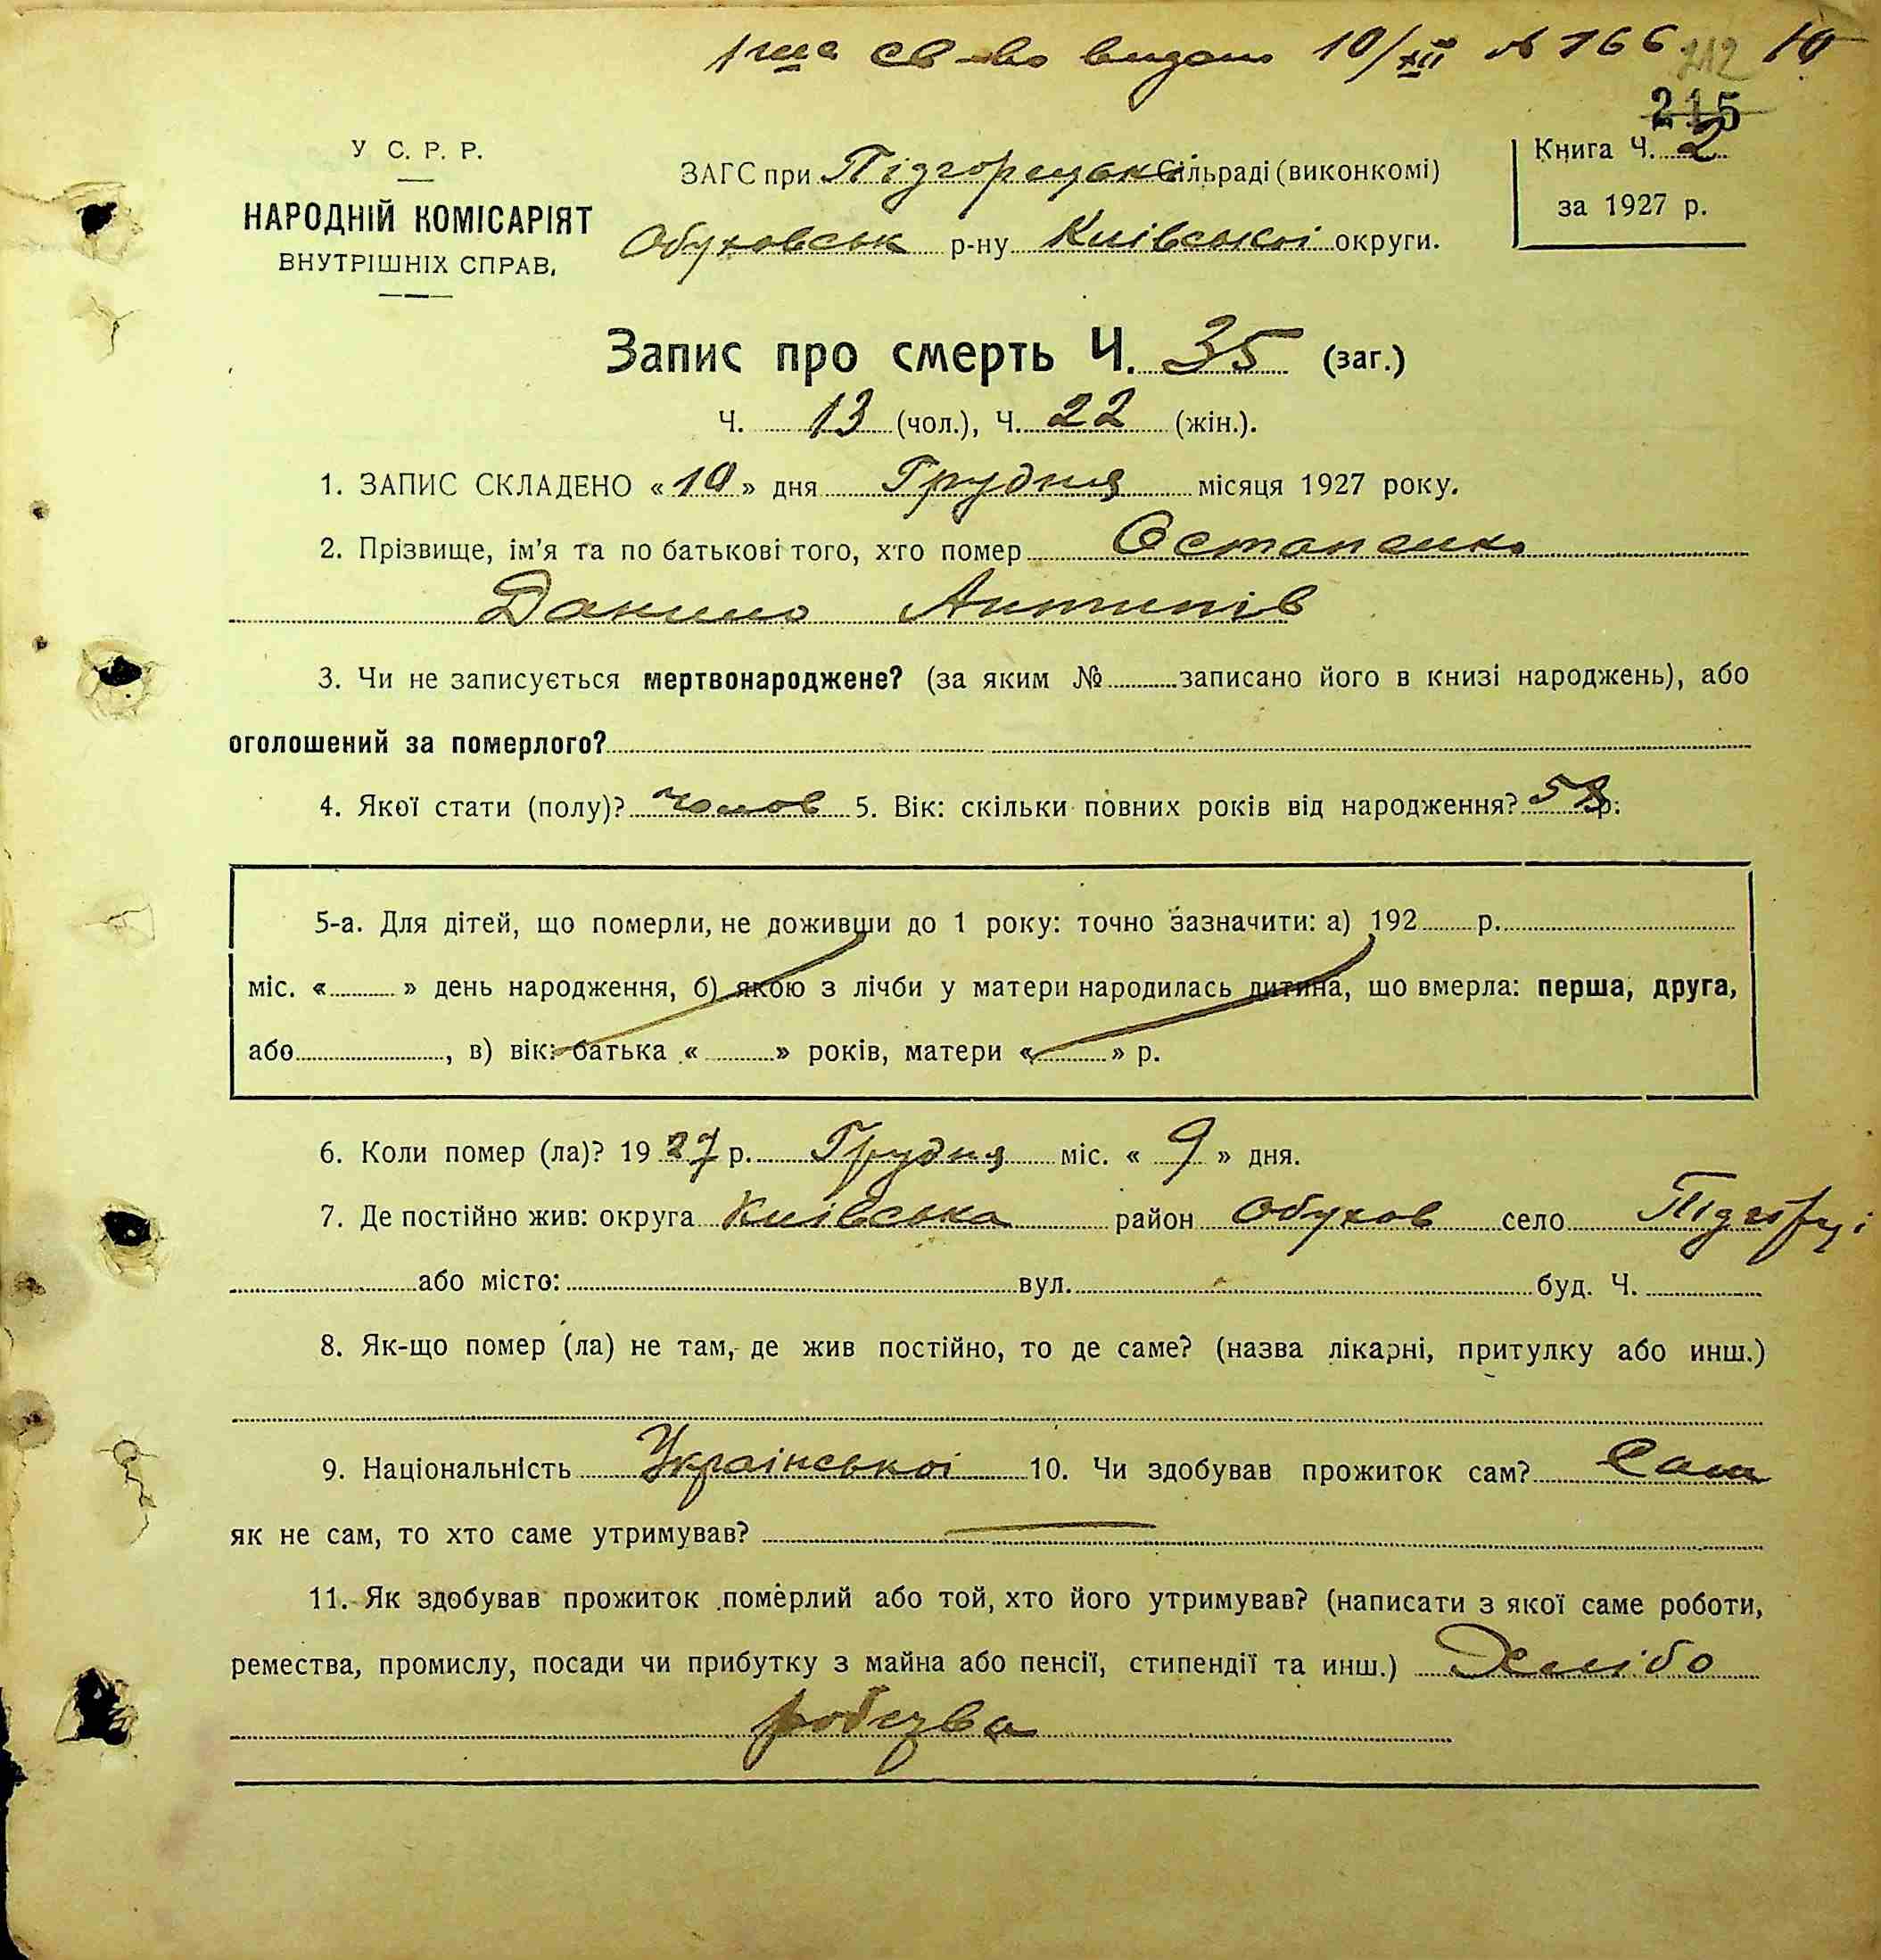 св-во видано 10/XII № 166 212 10
215
У С. Р. Р.
НАРОДНІЙ КОМІСАРІЯТ
ВНУТРІШНІХ СПРАВ.
ЗАГС при Підгорецьк сільраді (виконкомі)
Обуховськ р-ну Київської округи.
Книга Ч. 2
за 1927 р.
Запис про смерть Ч. 35 (заг.)
Ч. 13 (чол.), Ч. 22 (жін.).
1. ЗАПИС СКЛАДЕНО «10» дня Грудня місяця 1927 року.
2. Прізвище, ім'я та по батькові того, хто помер Остапенко
Данило Антипів
3. Чи не записується мертвонароджене? (за яким № записано його в книзі народжень), або
оголошений за померлого?
4. Якої стати (полу)? чолов 5. Вік: скільки повних років від народження? 58 р.
5-а. Для дітей, що померли, не доживши до 1 року: точно зазначити: а) 192 р.
міс. « » день народження, б) якою з лічби у матери народилась дитина, що вмерла: перша, друга,
або , в) вік: батька « » років, матери « » р.
6. Коли помер (ла)? 1927 р. Грудня міс. « 9 » дня.
7. Де постійно жив: округа Київська район Обухов село Підгорці
або місто: вул. буд. Ч.
8. Як-що помер (ла) не там, де жив постійно, то де саме? (назва лікарні, притулку або инш.)
9. Національність Української 10. Чи здобував прожиток сам? Сам
як не сам, то хто саме утримував?
11. Як здобував прожиток померлий або той, хто його утримував? (написати з якої саме роботи,
ремества, промислу, посади чи прибутку з майна або пенсії, стипендії та инш.) Хлібо
робства